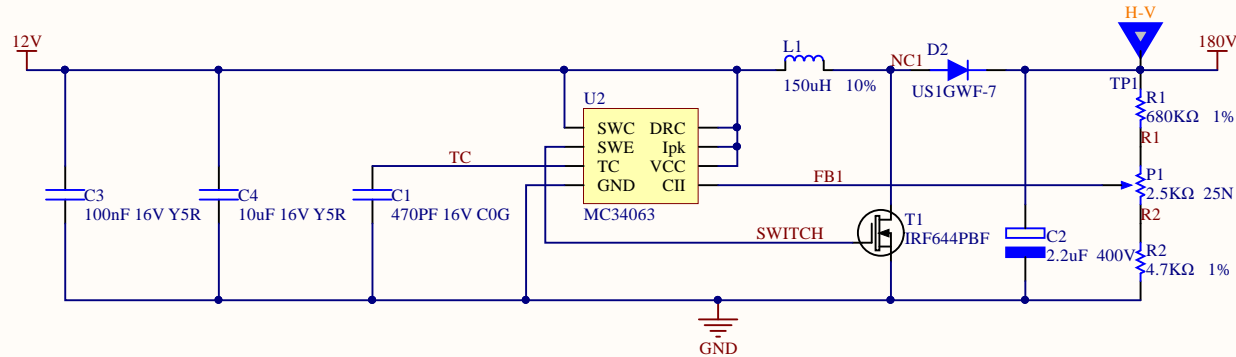 H-V
12V
180V
L1
150uH 10%
NC1
D2
US1GWF-7
TP1
R1
680KΩ 1%
R1
U2
SWC
DRC
SWE
Ipk
TC
VCC
GND
CII
MC34063
TC
FB1
P1
2.5KΩ 25N
R2
C3
100nF 16V Y5R
C4
10uF 16V Y5R
C1
470PF 16V C0G
SWITCH
T1
IRF644PBF
C2
2.2uF 400V
R2
4.7KΩ 1%
GND